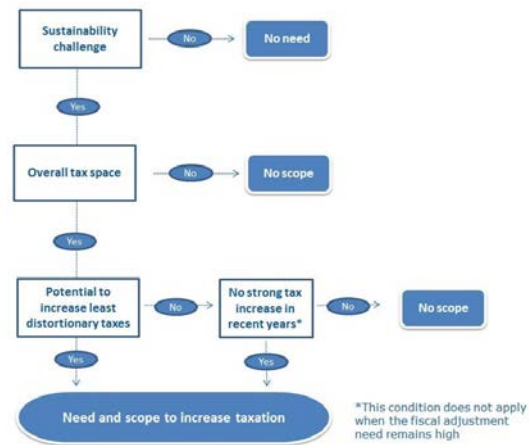 Sustainability
challenge
No
No need
Yes
Overall tax space
No
No scope
Yes
Potential to
increase least
distortionary taxes
No
No strong tax
increase in
recent years*
No
No scope
Yes
Yes
Need and scope to increase taxation
*This condition does not apply
when the fiscal adjustment
need remains high